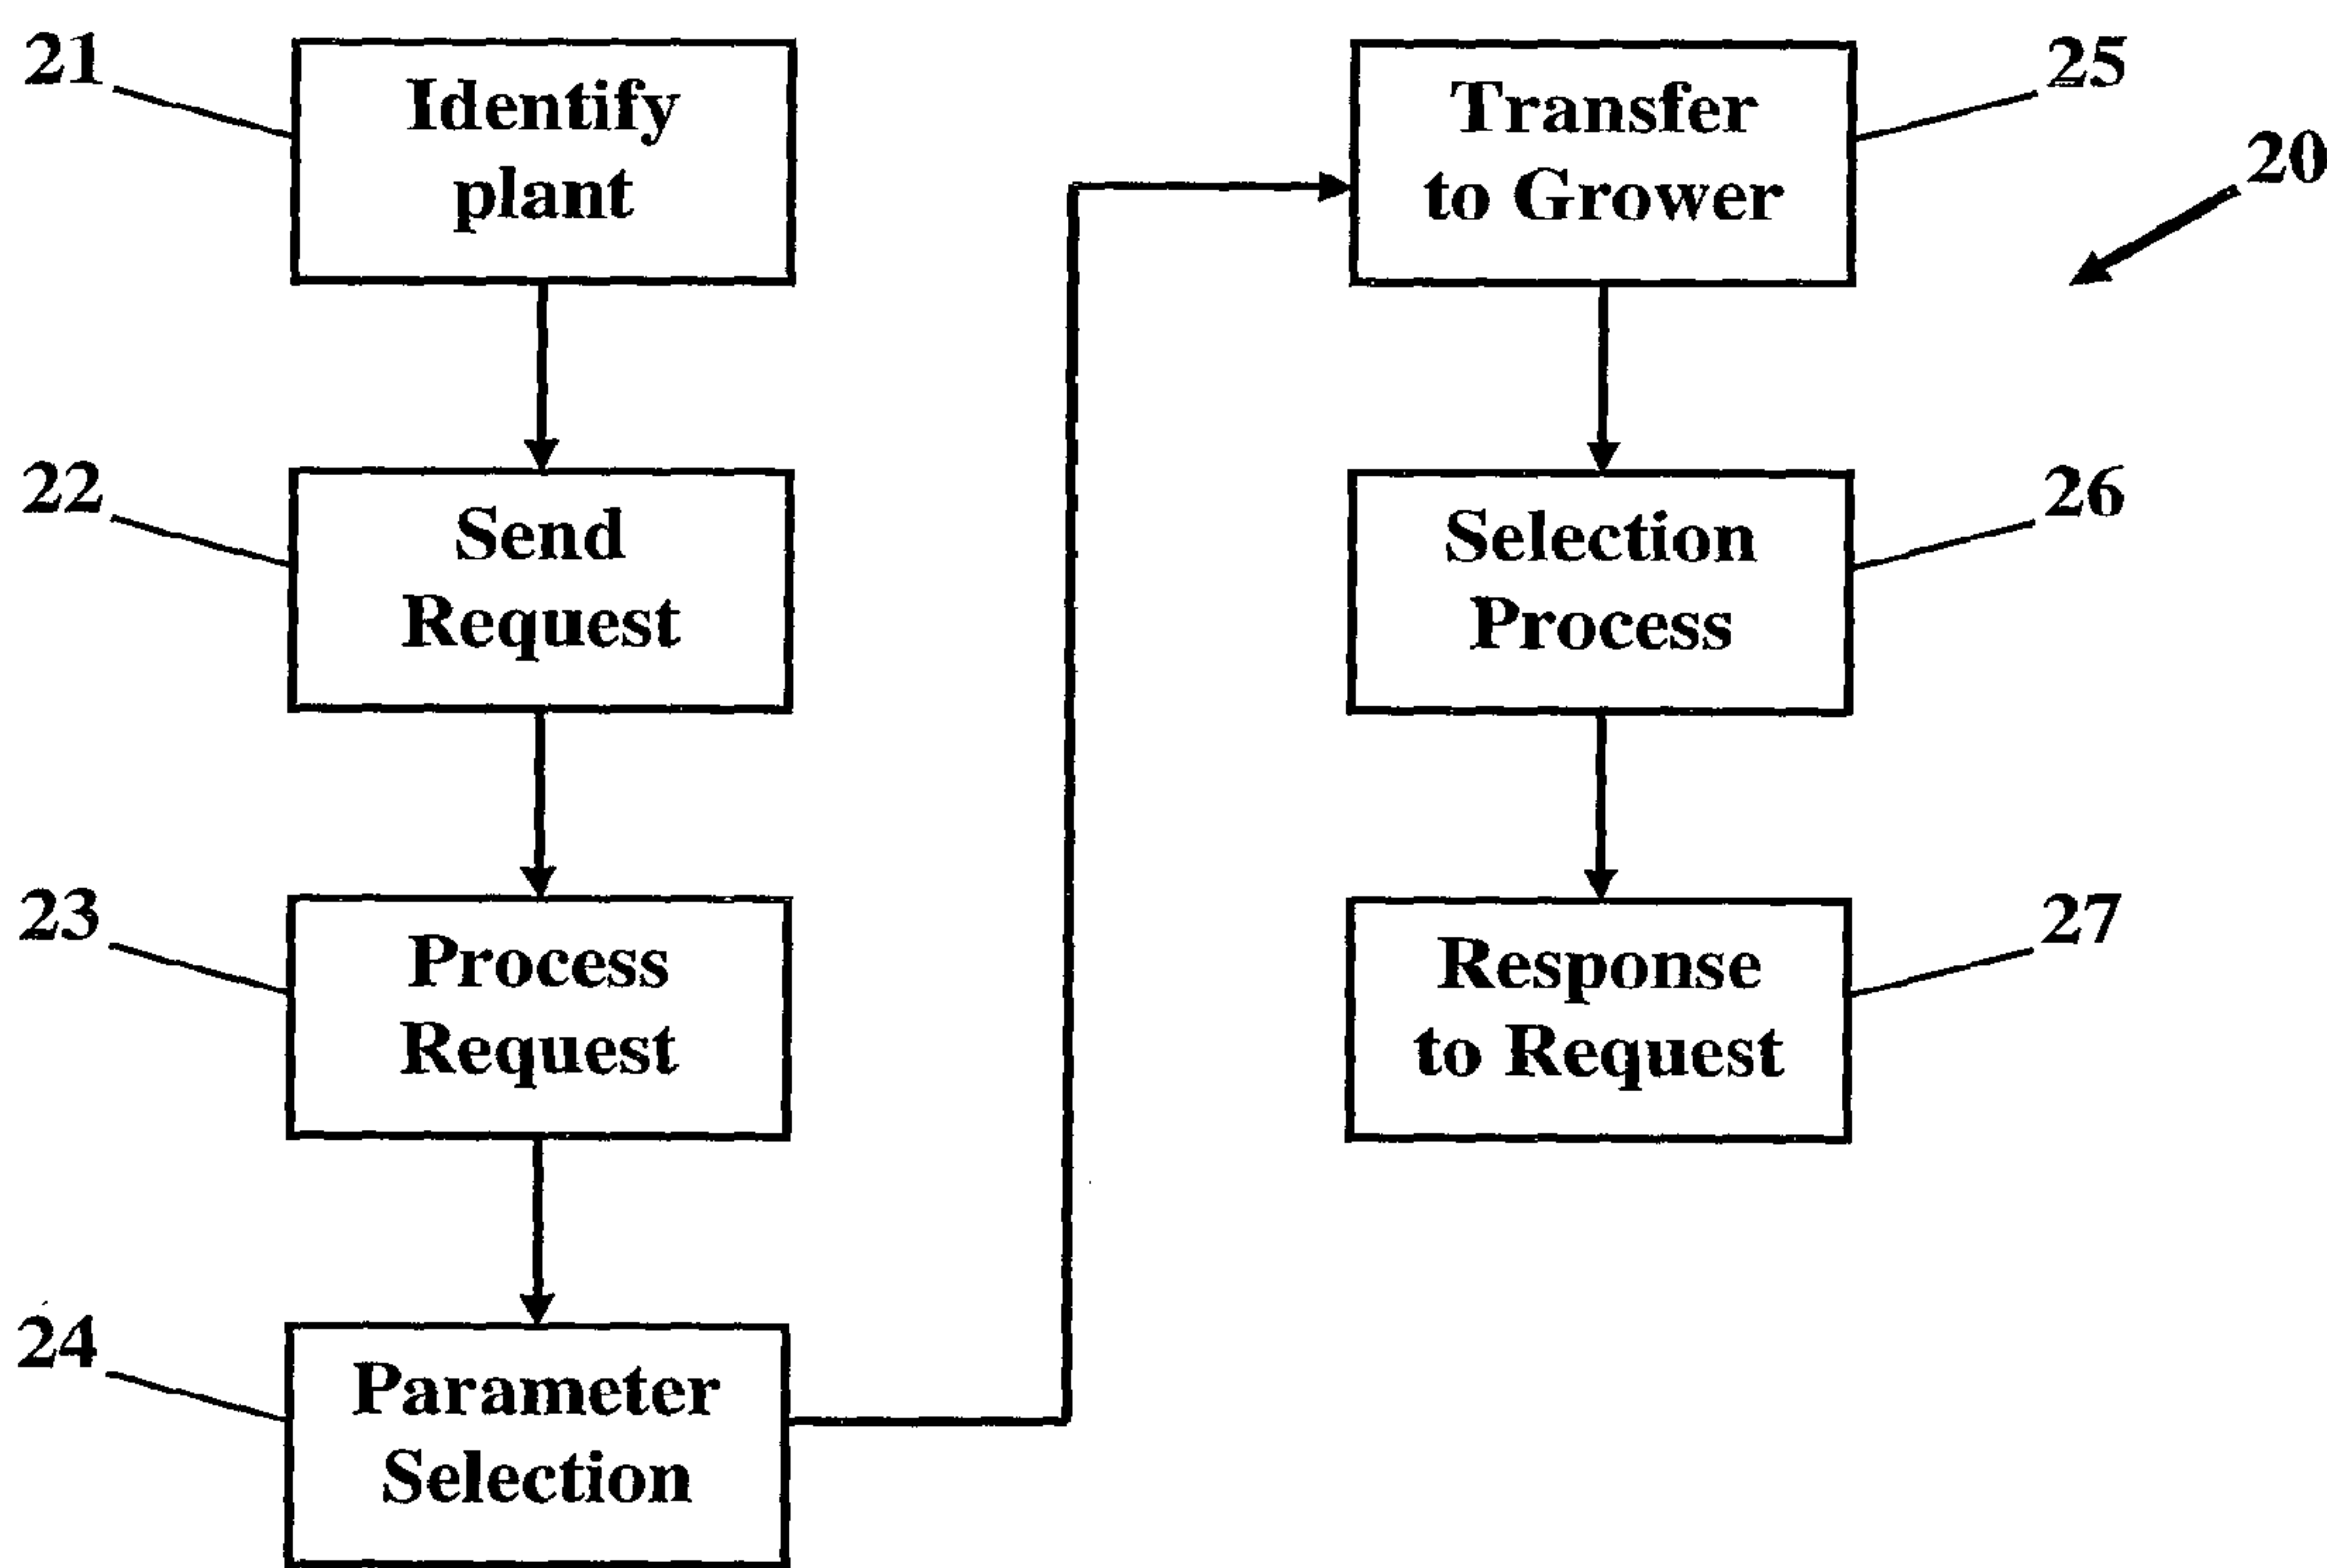 21
Identify
plant
22
Send
Request
23
Process
Request
24
Parameter
Selection
25
Transfer
to Grower
20
26
Selection
Process
27
Response
to Request